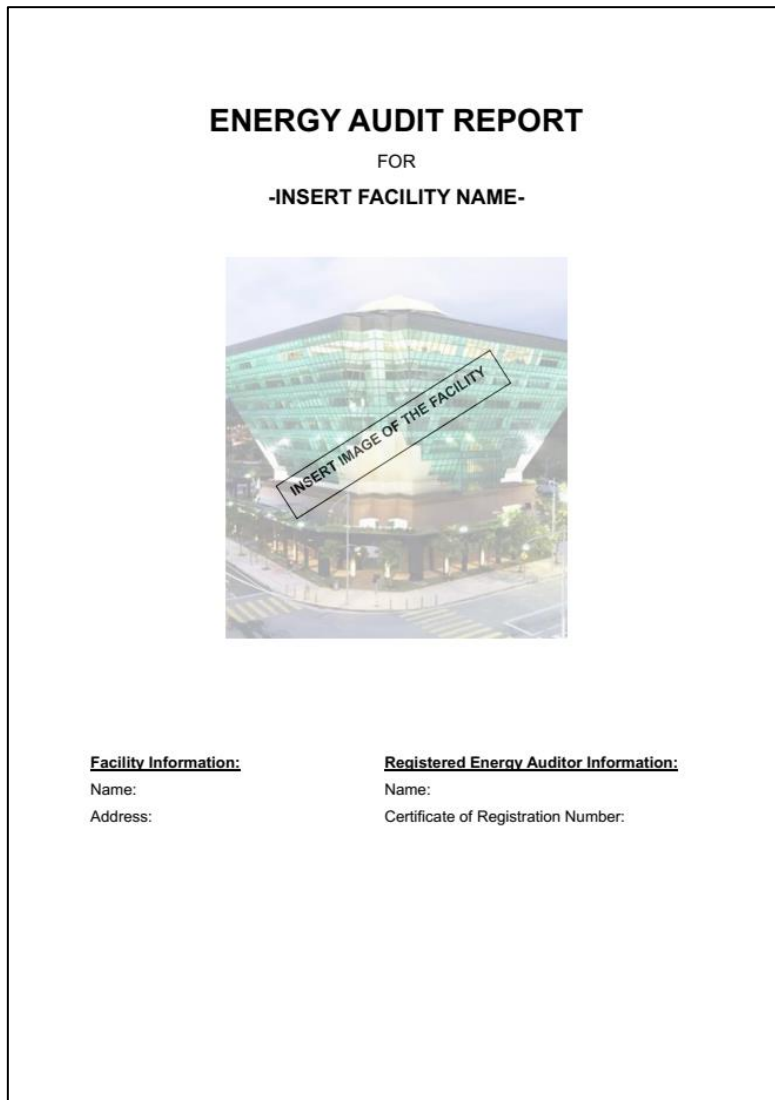 ENERGY AUDIT REPORT
FOR
-INSERT FACILITY NAME-
INSERT IMAGE OF THE FACILITY
Facility Information:
Name:
Address:
Registered Energy Auditor Information:
Name:
Certificate of Registration Number: